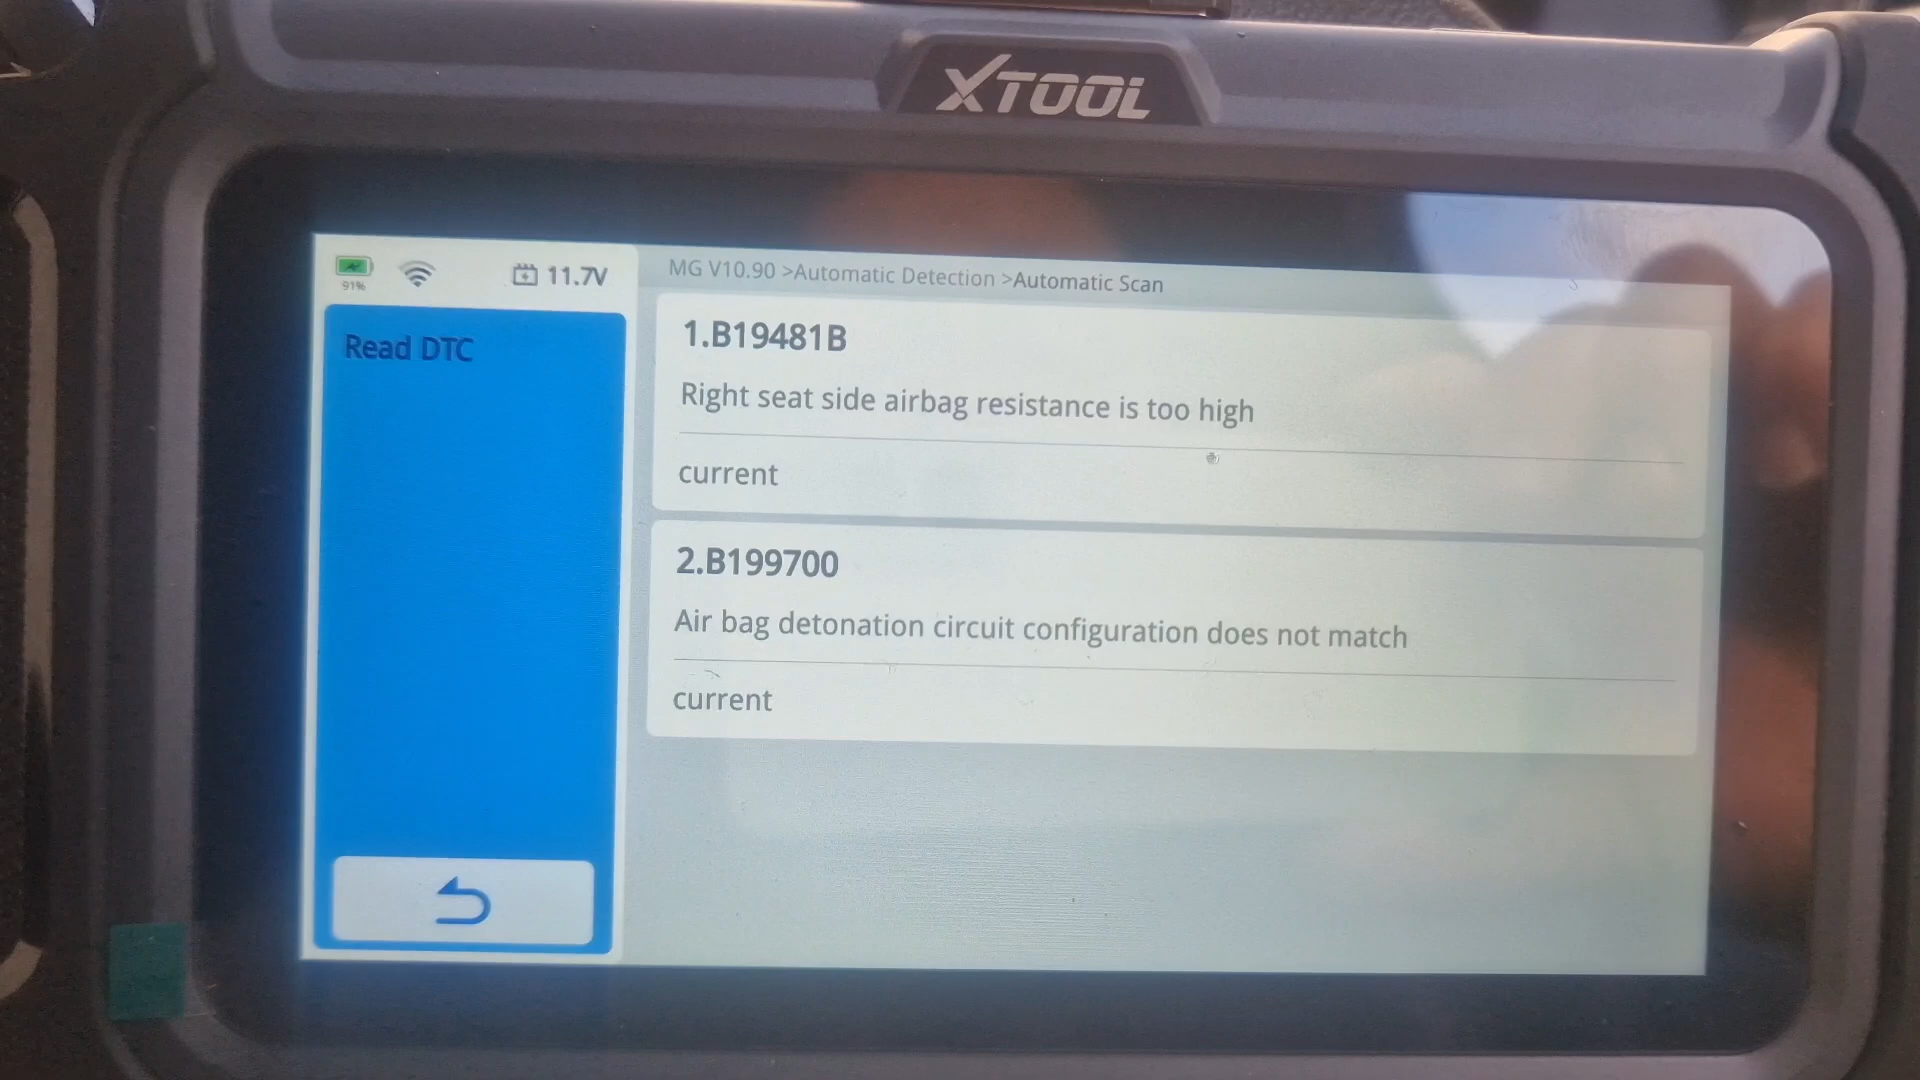 XTOOL
91%
11.7V
MG V10.90 >Automatic Detection >Automatic Scan
Read DTC
1.B19481B
Right seat side airbag resistance is too high
current
2.B199700
Air bag detonation circuit configuration does not match
current